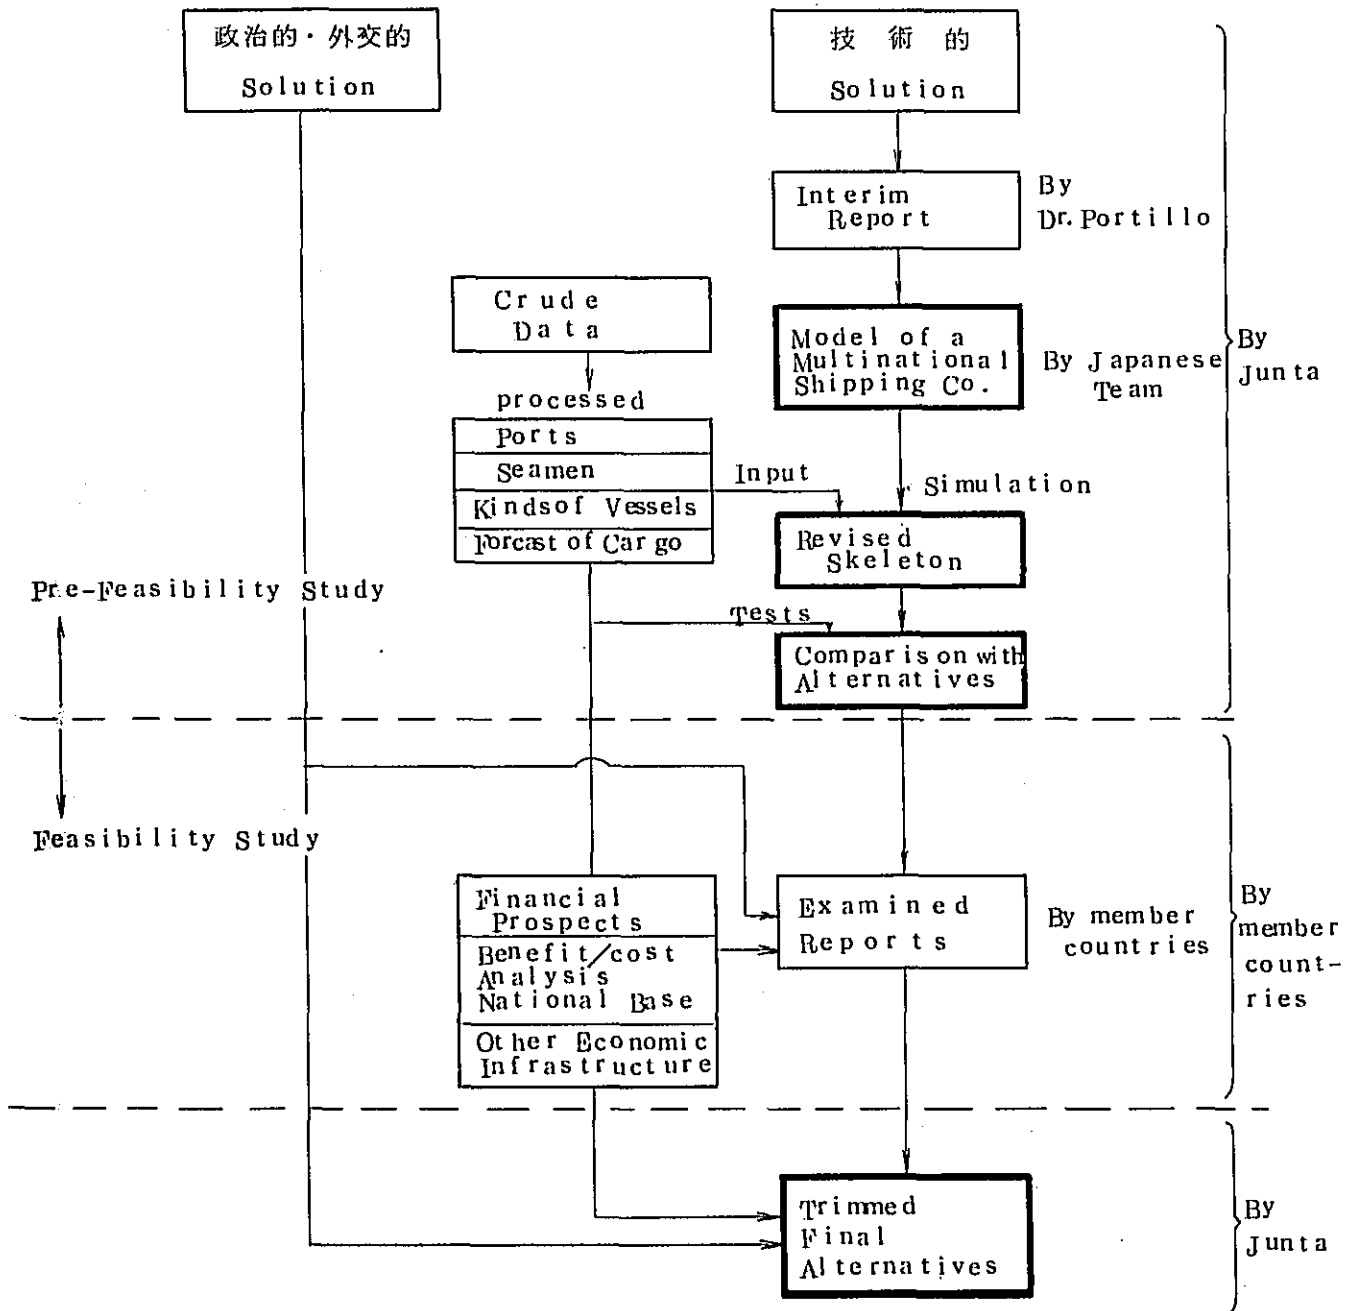 政治的・外交的
Solution
技術的
Solution
Interim
Report
By
Dr. Portillo
Crude
Data
Model of a
Multinational
Shipping Co.
By Japanese
Team
By
Junta
processed
Ports
Seamen
Kindsof Vessels
Forcast of Cargo
Input
Simulation
Revised
Skeleton
Pre-Feasibility Study
Tests
Comparison with
Alternatives
Feasibility Study
Financial
Prospects
Benefit/cost
Analysis
National Base
Other Economic
Infrastructure
Examined
Reports
By member
countries
By
member
count-
ries
Trimmed
Final
Alternatives
By
Junta